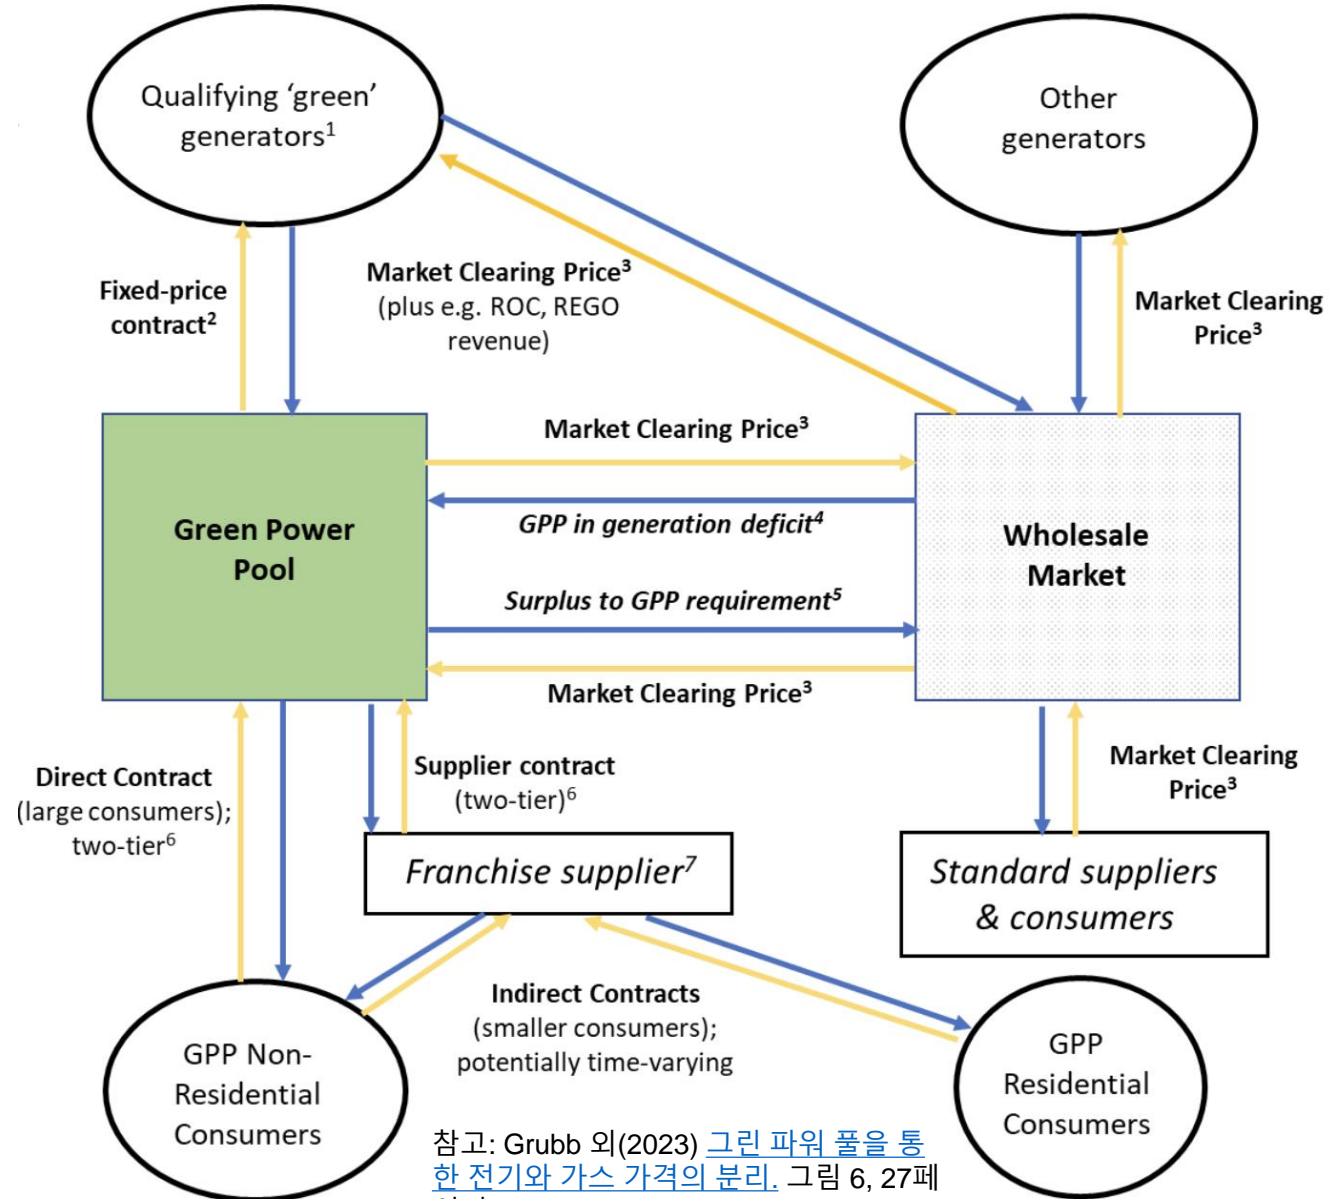 Qualifying ‘green’
generators¹
Other
generators
Fixed-price
contract²
Market Clearing Price³
(plus e.g. ROC, REGO
revenue)
Market Clearing
Price³
Market Clearing Price³
GPP in generation deficit⁴
Green Power
Pool
Wholesale
Market
Surplus to GPP requirement⁵
Market Clearing Price³
Direct Contract
(large consumers);
two-tier⁶
Supplier contract
(two-tier)⁶
Market Clearing
Price³
Franchise supplier⁷
Standard suppliers
& consumers
Indirect Contracts
(smaller consumers);
potentially time-varying
GPP Non-
Residential
Consumers
GPP
Residential
Consumers
참고: Grubb 외(2023) 그린 파워 풀을 통
한 전기와 가스 가격의 분리. 그림 6, 27페